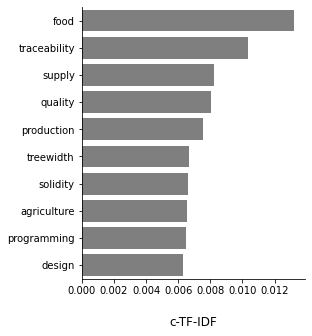 food
traceability
supply
quality
production
treewidth
solidity
agriculture
programming
design
0.000 0.002 0.004 0.006 0.008 0.010 0.012
c-TF-IDF